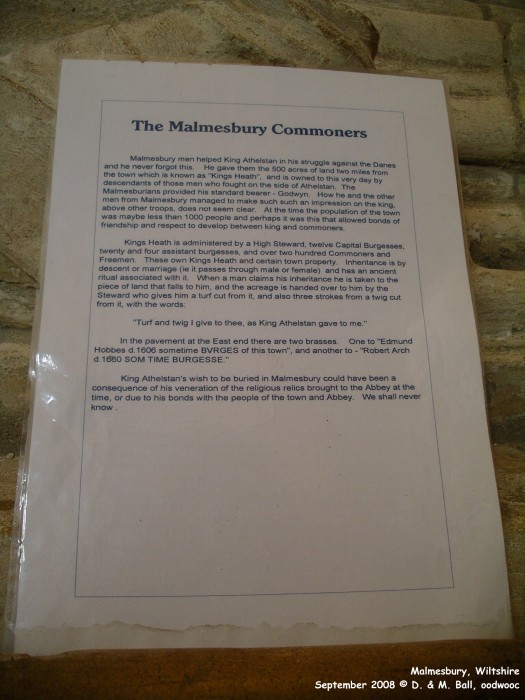 The Malmesbury Commoners
Malmesbury men helped King Athelstan in his struggle against the Danes
and he never forgot this. He gave them the 500 acres of land two miles from
the town which is known as "Kings Heath", and is owned to this very day by
descendants of those men who fought on the side of Athelstan. The
Malmesburians provided his standard bearer - Godwyn. How he and the other
men from Malmesbury managed to make such such an impression on the king,
above other troops, does not seem clear. At the time the population of the town
was maybe less than 1000 people and perhaps it was this that allowed bonds of
friendship and respect to develop between king and commoners.
Kings Heath is administered by a High Steward, twelve Capital Burgesses,
twenty and four assistant burgesses, and over two hundred Commoners and
Freemen. These own Kings Heath and certain town property. Inheritance is by
descent or marriage (ie it passes through male or female) and has an ancient
ritual associated with it. When a man claims his inheritance he is taken to the
piece of land that falls to him, and the acreage is handed over to him by the
Steward who gives him a turf cut from it, and also three strokes from a twig cut
from it, with the words:
"Turf and twig I give to thee, as King Athelstan gave to me."
In the pavement at the East end there are two brasses. One to "Edmund
Hobbes d.1606 sometime BVRGES of this town", and another to - "Robert Arch
d.1660 SOM TIME BURGESSE."
King Athelstan's wish to be buried in Malmesbury could have been a
consequence of his veneration of the religious relics brought to the Abbey at the
time, or due to his bonds with the people of the town and Abbey. We shall never
know .
Malmesbury, Wiltshire
September 2008 © D. & M. Ball, oodwooc